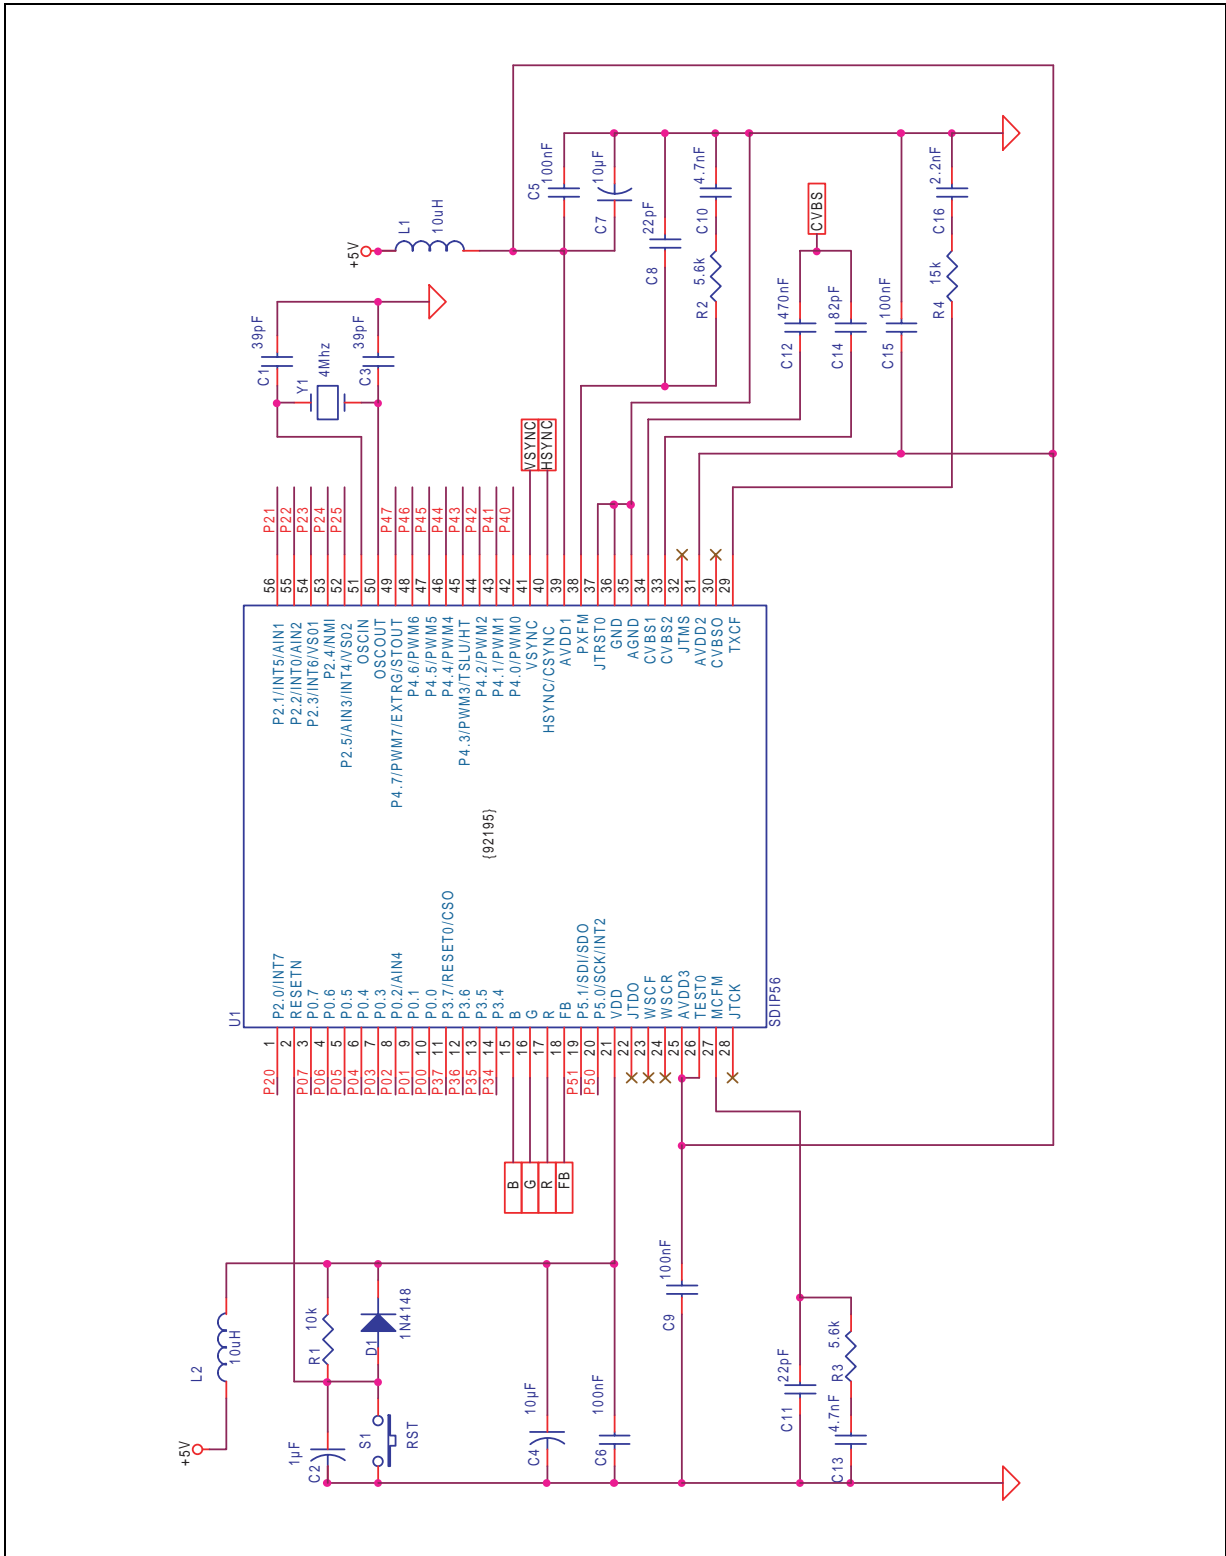 +5V
L2
10uH
R1
10k
D1
1N4148
1µF
C2
S1
RST
C4
10µF
C6
100nF
C9
100nF
C11
22pF
R3
5.6k
C13
4.7nF
B
G
R
FB
U1
{92195}
SDIP56
P20 1 P2.0/INT7
2 RESETN
P07 3 P0.7
P06 4 P0.6
P05 5 P0.5
P04 6 P0.4
P03 7 P0.3
P02 8 P0.2/AIN4
P01 9 P0.1
P00 10 P0.0
P37 11 P3.7/RESET0/CSO
P36 12 P3.6
P35 13 P3.5
P34 14 P3.4
15 B
16 G
17 R
18 FB
P51 19 P5.1/SDI/SDO
P50 20 P5.0/SCK/INT2
21 VDD
22 JTDO
23 WSCF
24 WSCR
25 AVDD3
26 TEST0
27 MCFM
28 JTCK
P2.1/INT5/AIN1 56 P21
P2.2/INT0/AIN2 55 P22
P2.3/INT6/VS01 54 P23
P2.4/NMI 53 P24
P2.5/AIN3/INT4/VS02 52 P25
OSCIN 51
OSCOUT 50
P4.7/PWM7/EXTRG/STOUT 49 P47
P4.6/PWM6 48 P46
P4.5/PWM5 47 P45
P4.4/PWM4 46 P44
P4.3/PWM3/TSLU/HT 45 P43
P4.2/PWM2 44 P42
P4.1/PWM1 43 P41
P4.0/PWM0 42 P40
VSYNC 41 VSYNC
HSYNC/CSYNC 40 HSYNC
AVDD1 39
PXFM 38
JTRST0 37
GND 36
AGND 35
CVBS1 34
CVBS2 33
JTMS 32
AVDD2 31
CVBSO 30
TXCF 29
C1
39pF
Y1
4Mhz
C3
39pF
+5V
L1
10uH
C5
100nF
C7
10µF
C8
22pF
C10
4.7nF
R2
5.6k
CVBS
C12
470nF
C14
82pF
C15
100nF
C16
2.2nF
R4
15k